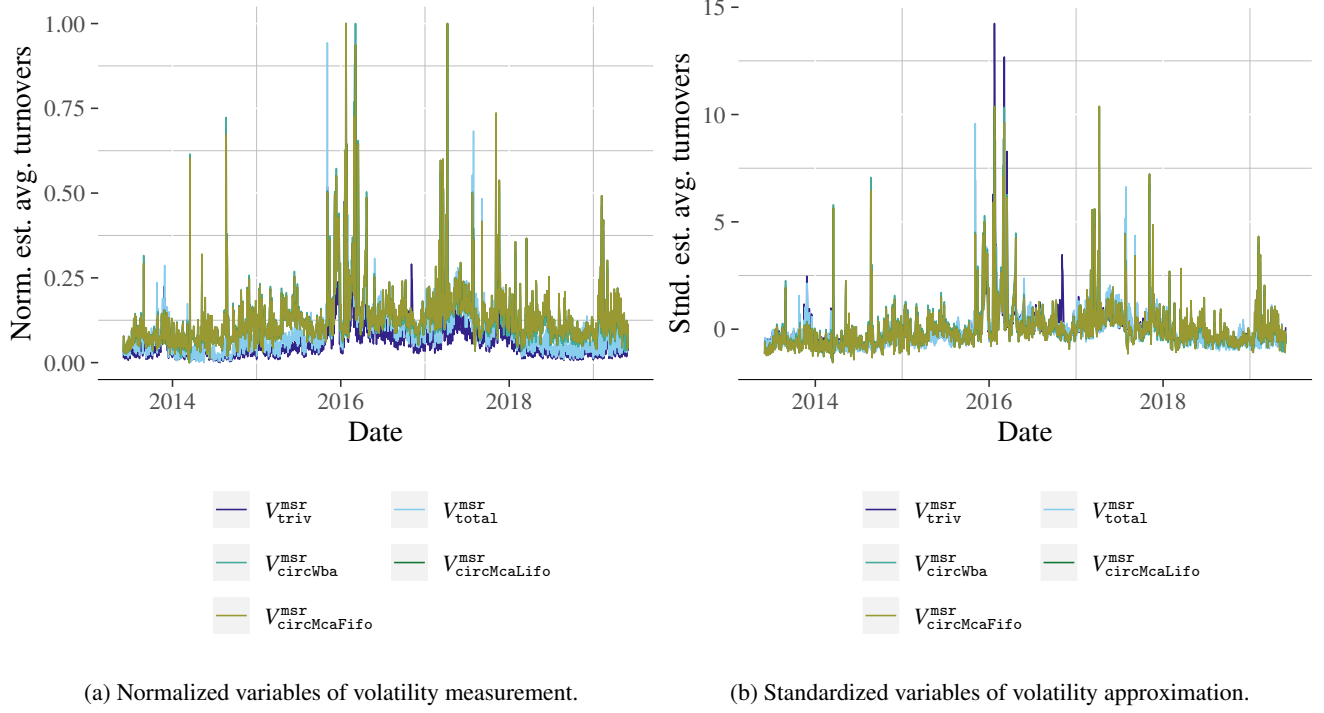 Norm. est. avg. turnovers
1.00
0.75
0.50
0.25
0.00
2014 2016 2018
Date
V^msr_triv V^msr_total
V^msr_circWba V^msr_circMcaLifo
V^msr_circMcaFifo
(a) Normalized variables of volatility measurement.
Stnd. est. avg. turnovers
15
10
5
0
2014 2016 2018
Date
V^msr_triv V^msr_total
V^msr_circWba V^msr_circMcaLifo
V^msr_circMcaFifo
(b) Standardized variables of volatility approximation.